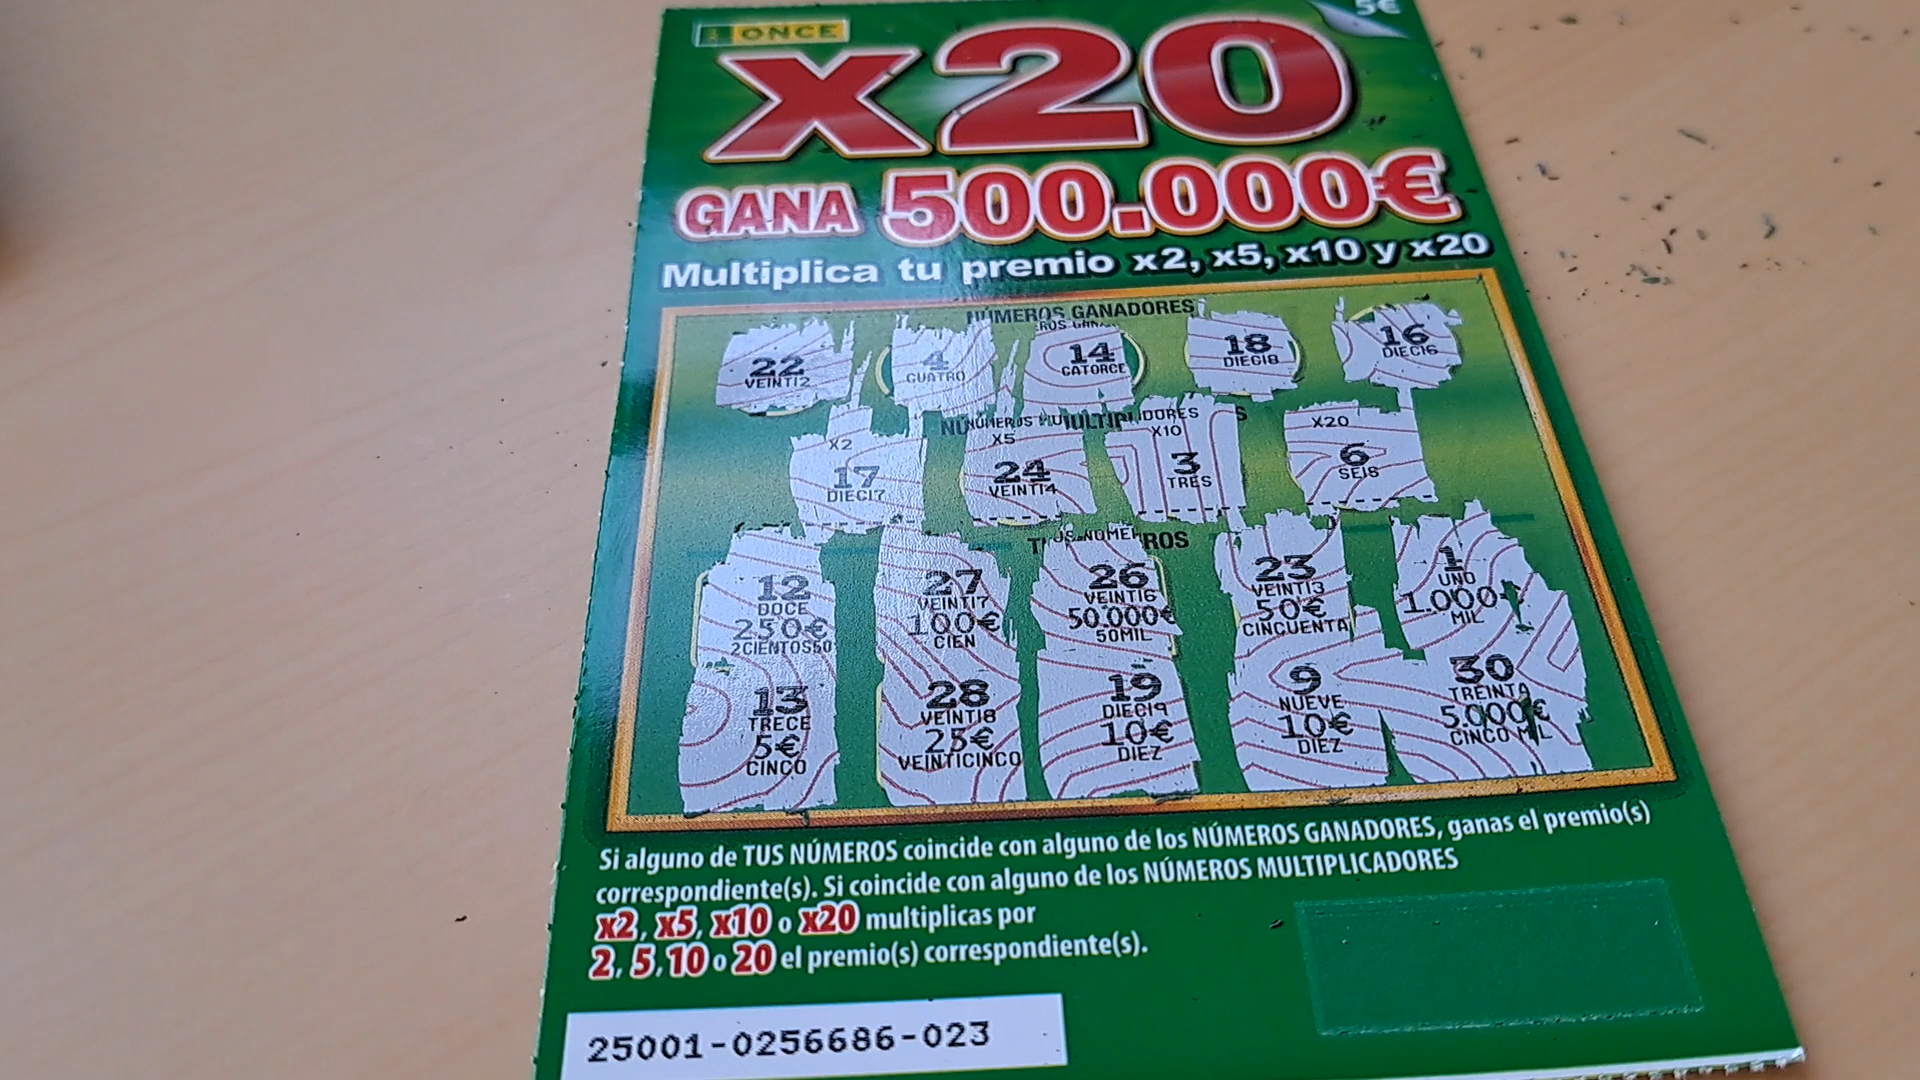 ONCE
5€
x20
GANA 500.000€
Multiplica tu premio x2, x5, x10 y x20
NÚMEROS GANADORES
22 4 14 18 16
VEINTI2 CUATRO CATORCE DIECI8 DIECI6
X2 X5 X10 X20
17 24 3 6
DIECI7 VEINTI4 TRES SEIS
12 27 26 23 1
DOCE VEINTI7 VEINTI6 VEINTI3 UNO
250€ 100€ 50.000€ 50€ 1.000
2CIENTOS50 CIEN 50MIL CINCUENTA MIL
13 28 19 9 30
TRECE VEINTI8 DIECI9 NUEVE TREINTA
5€ 25€ 10€ 10€ 5.000€
CINCO VEINTICINCO DIEZ DIEZ CINCO MIL
Si alguno de TUS NÚMEROS coincide con alguno de los NÚMEROS GANADORES, ganas el premio(s)
correspondiente(s). Si coincide con alguno de los NÚMEROS MULTIPLICADORES
x2, x5, x10 o x20 multiplicas por
2, 5, 10 o 20 el premio(s) correspondiente(s).
25001-0256686-023